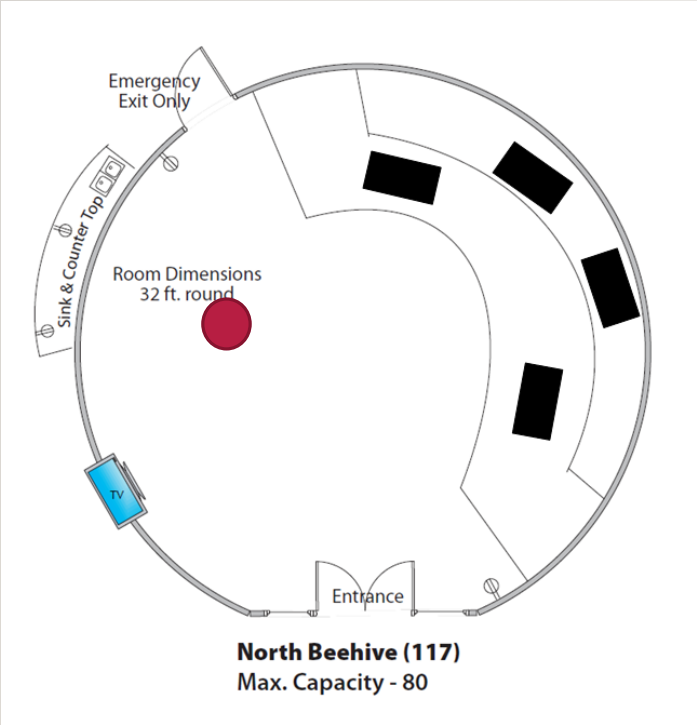 Emergency
Exit Only
Sink & Counter Top
Room Dimensions
32 ft. round
TV
Entrance
North Beehive (117)
Max. Capacity - 80